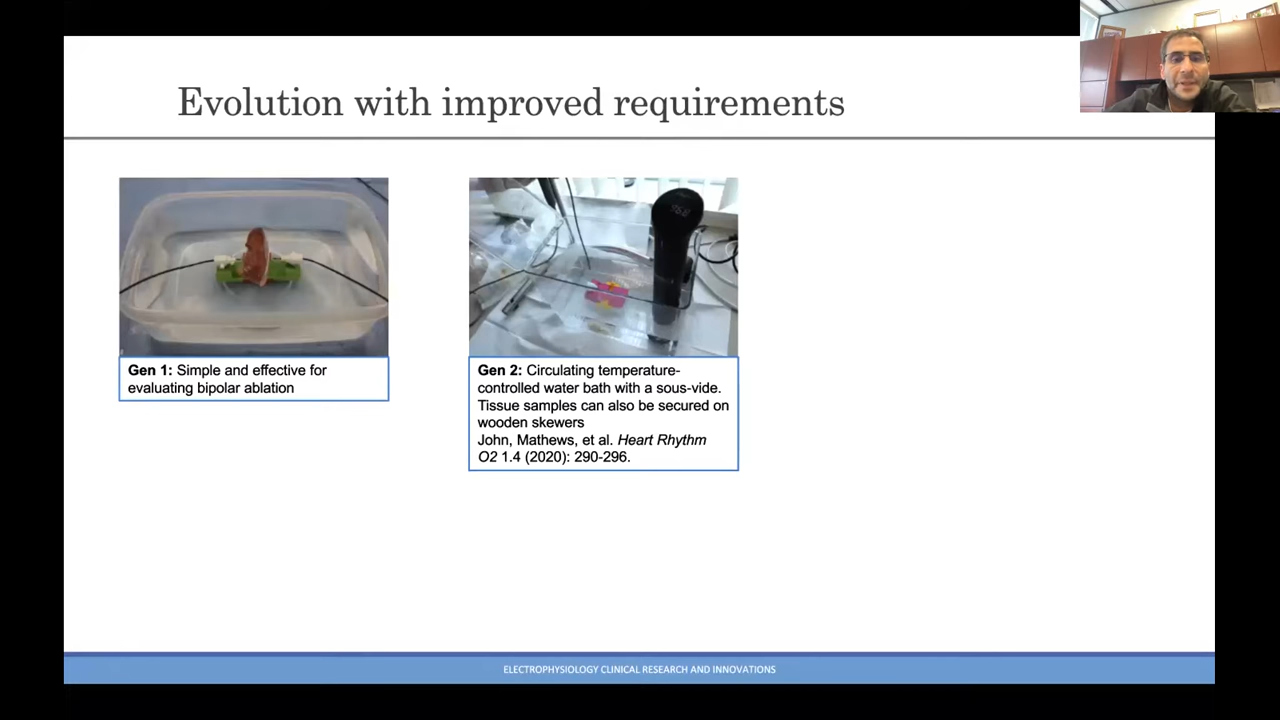 Evolution with improved requirements
Gen 1: Simple and effective for
evaluating bipolar ablation
Gen 2: Circulating temperature-
controlled water bath with a sous-vide.
Tissue samples can also be secured on
wooden skewers
John, Mathews, et al. Heart Rhythm
O2 1.4 (2020): 290-296.
ELECTROPHYSIOLOGY CLINICAL RESEARCH AND INNOVATIONS